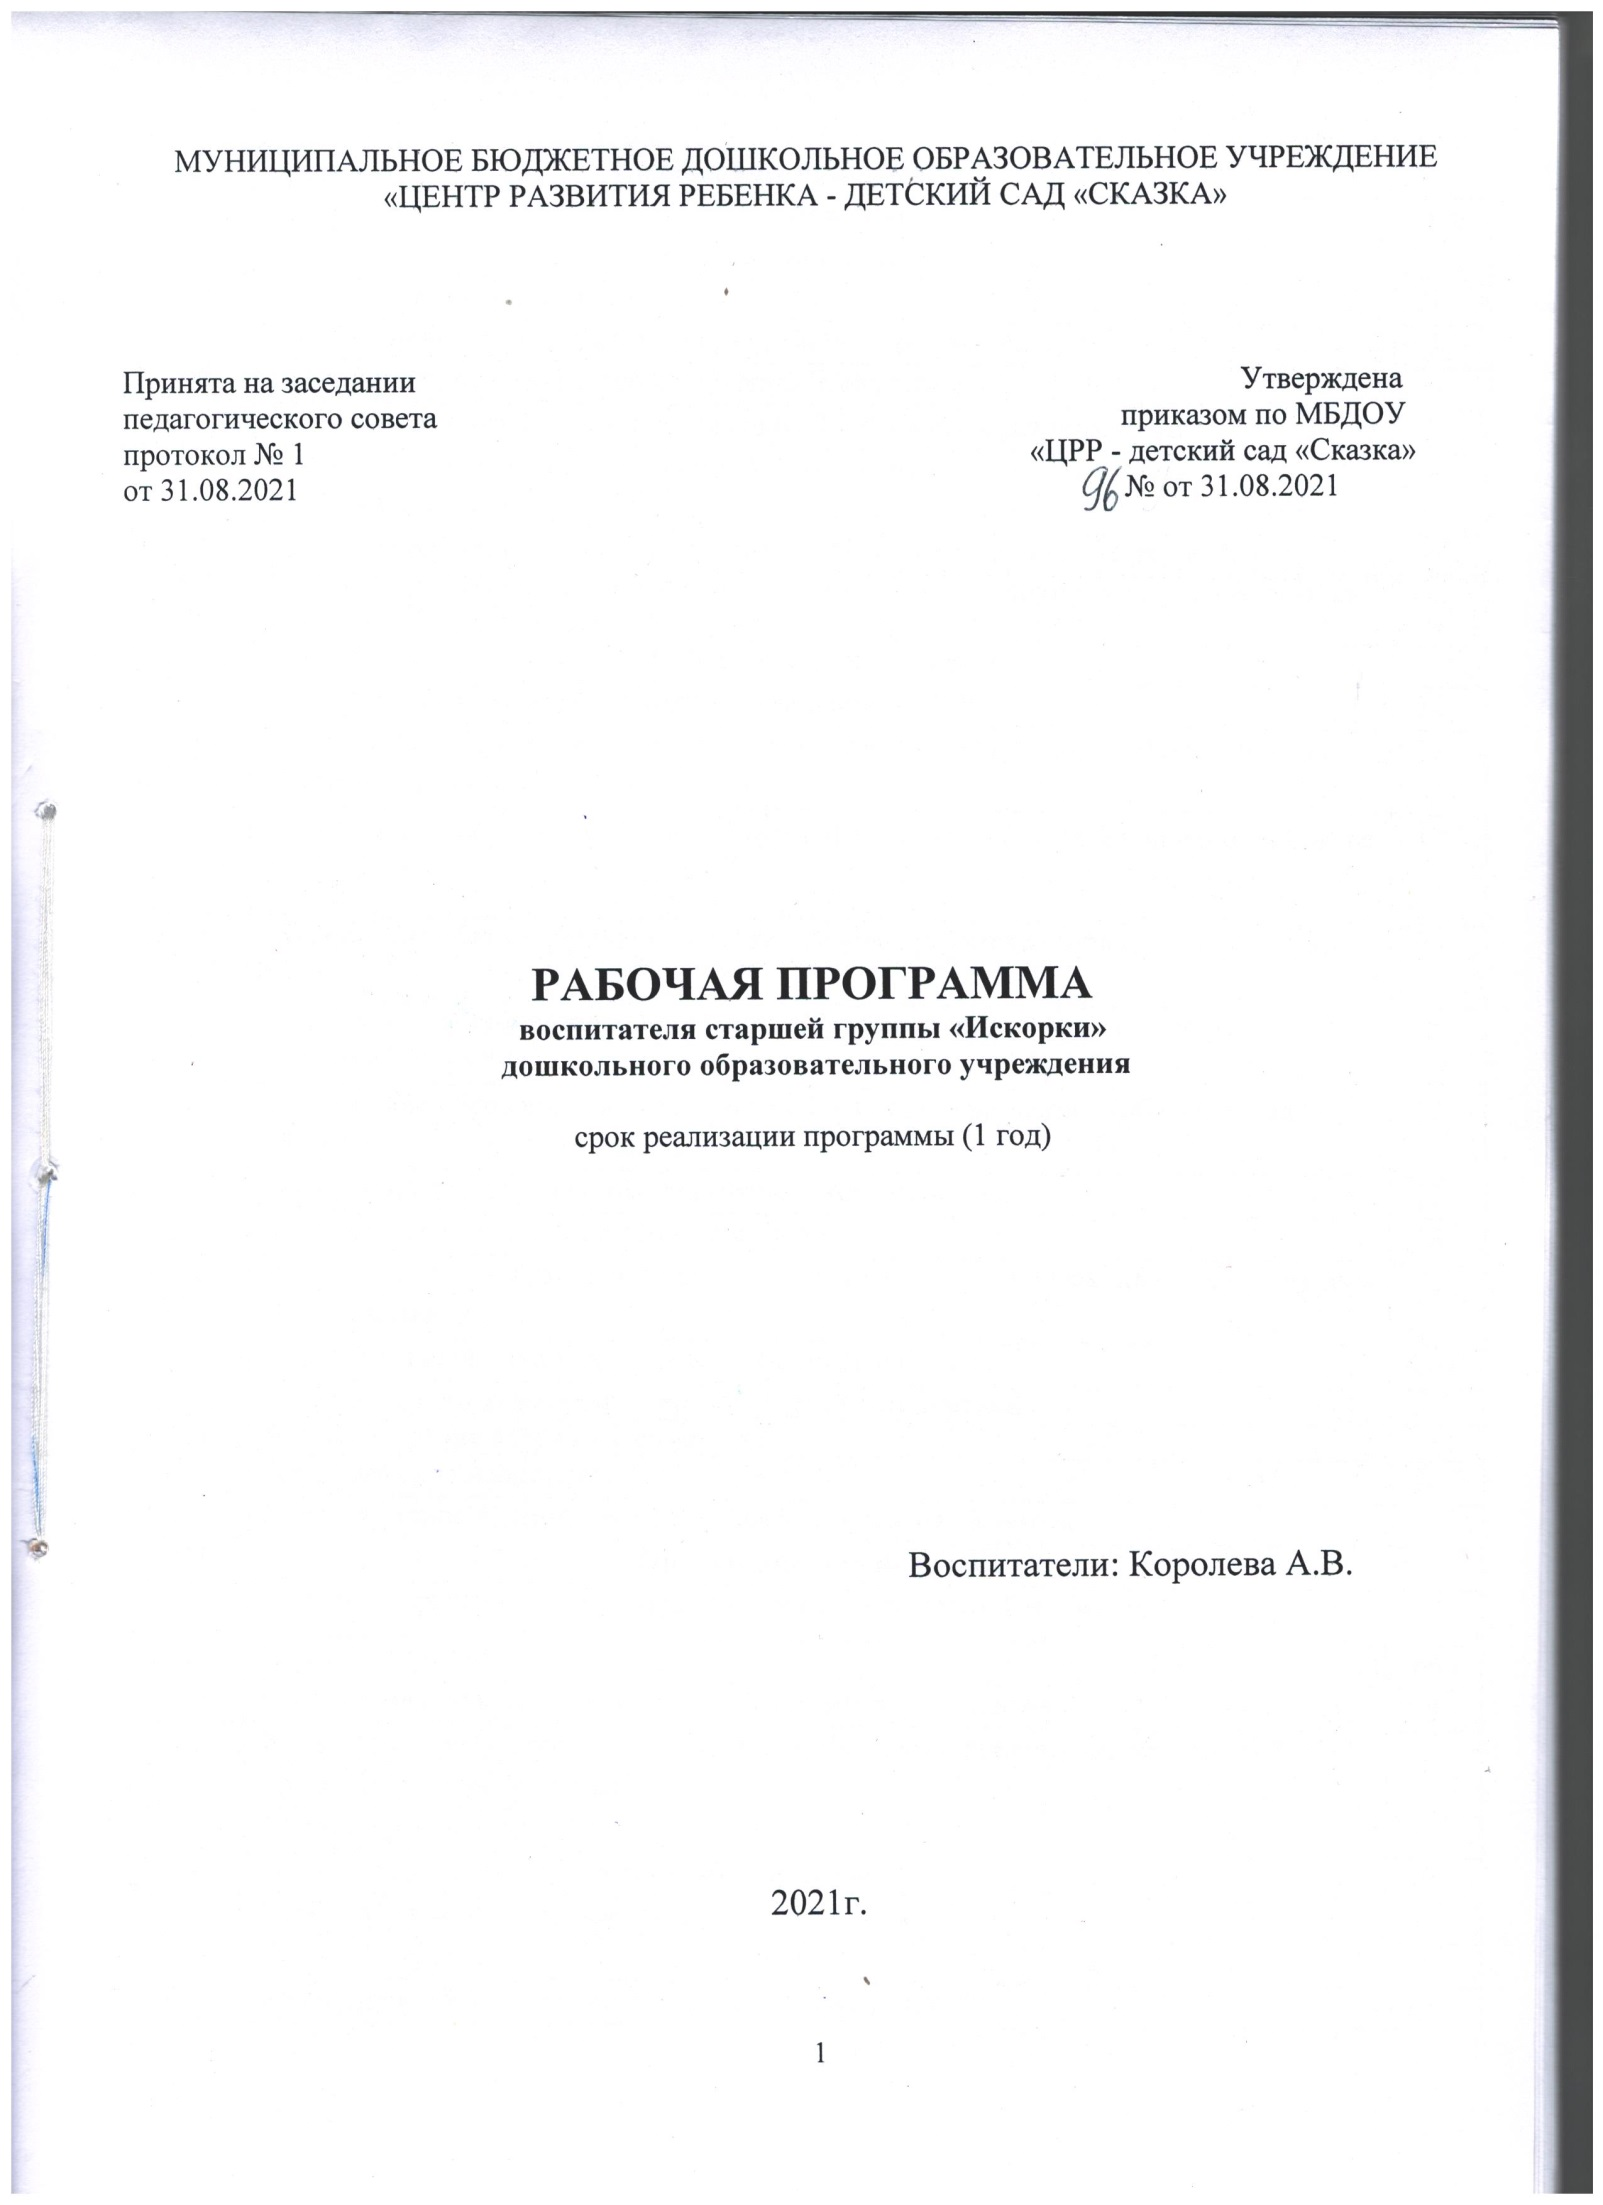 МУНИЦИПАЛЬНОЕ БЮДЖЕТНОЕ ДОШКОЛЬНОЕ ОБРАЗОВАТЕЛЬНОЕ УЧРЕЖДЕНИЕ
«ЦЕНТР РАЗВИТИЯ РЕБЕНКА - ДЕТСКИЙ САД «СКАЗКА»
Принята на заседании
педагогического совета
протокол № 1
от 31.08.2021
Утверждена
приказом по МБДОУ
«ЦРР - детский сад «Сказка»
96 № от 31.08.2021
РАБОЧАЯ ПРОГРАММА
воспитателя старшей группы «Искорки»
дошкольного образовательного учреждения
срок реализации программы (1 год)
Воспитатели: Королева А.В.
2021г.
1